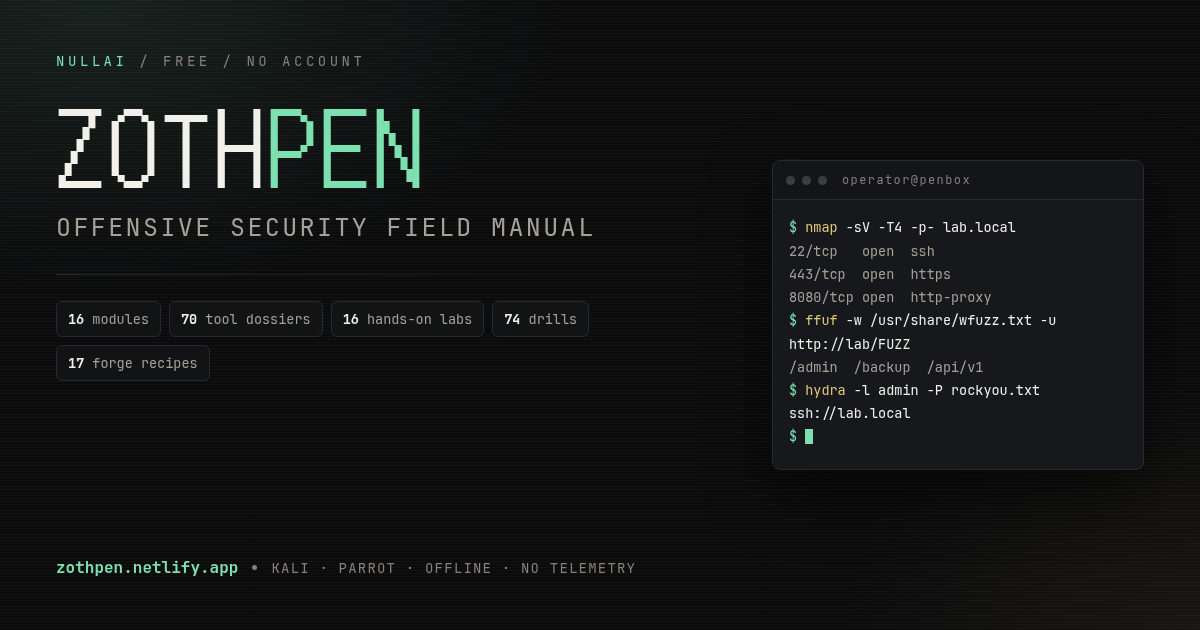 NULLAI / FREE / NO ACCOUNT
ZOTHPEN
OFFENSIVE SECURITY FIELD MANUAL
16 modules
70 tool dossiers
16 hands-on labs
74 drills
17 forge recipes
operator@penbox
$ nmap -sV -T4 -p- lab.local
22/tcp open ssh
443/tcp open https
8080/tcp open http-proxy
$ ffuf -w /usr/share/wfuzz.txt -u
http://lab/FUZZ
/admin /backup /api/v1
$ hydra -l admin -P rockyou.txt
ssh://lab.local
$
zothpen.netlify.app • KALI · PARROT · OFFLINE · NO TELEMETRY